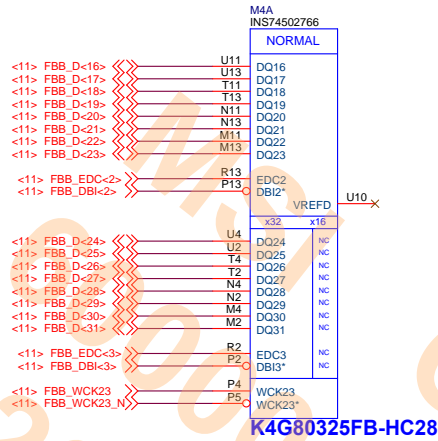 M4A
INS74502766
NORMAL
<11> FBB_D<16> U11 DQ16
<11> FBB_D<17> U13 DQ17
<11> FBB_D<18> T11 DQ18
<11> FBB_D<19> T13 DQ19
<11> FBB_D<20> N11 DQ20
<11> FBB_D<21> N13 DQ21
<11> FBB_D<22> M11 DQ22
<11> FBB_D<23> M13 DQ23
<11> FBB_EDC<2> R13 EDC2
<11> FBB_DBI<2> P13 DBI2*
VREFD U10
x32 x16
<11> FBB_D<24> U4 DQ24 NC
<11> FBB_D<25> U2 DQ25 NC
<11> FBB_D<26> T4 DQ26 NC
<11> FBB_D<27> T2 DQ27 NC
<11> FBB_D<28> N4 DQ28 NC
<11> FBB_D<29> N2 DQ29 NC
<11> FBB_D<30> M4 DQ30 NC
<11> FBB_D<31> M2 DQ31 NC
<11> FBB_EDC<3> R2 EDC3 NC
<11> FBB_DBI<3> P2 DBI3* NC
<11> FBB_WCK23 P4 WCK23
<11> FBB_WCK23_N P5 WCK23*
K4G80325FB-HC28
MSI